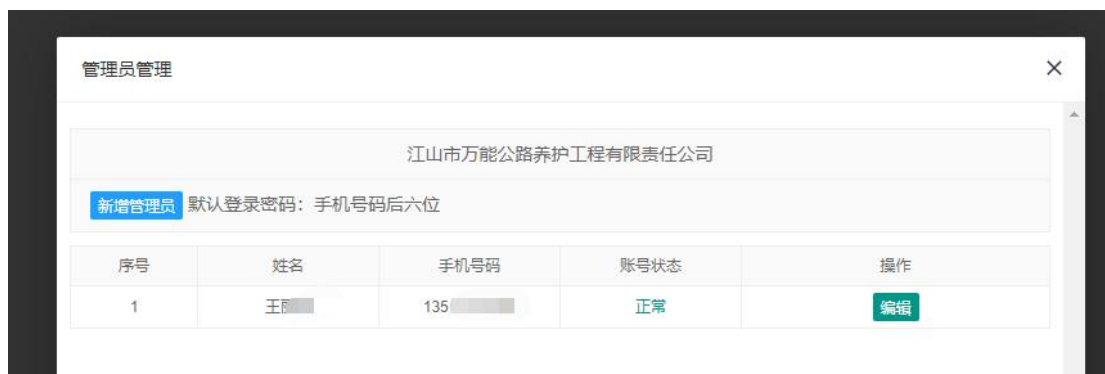 管理员管理
江山市万能公路养护工程有限责任公司
新增管理员 默认登录密码：手机号码后六位
序号 姓名 手机号码 账号状态 操作
1 王 135 正常 编辑